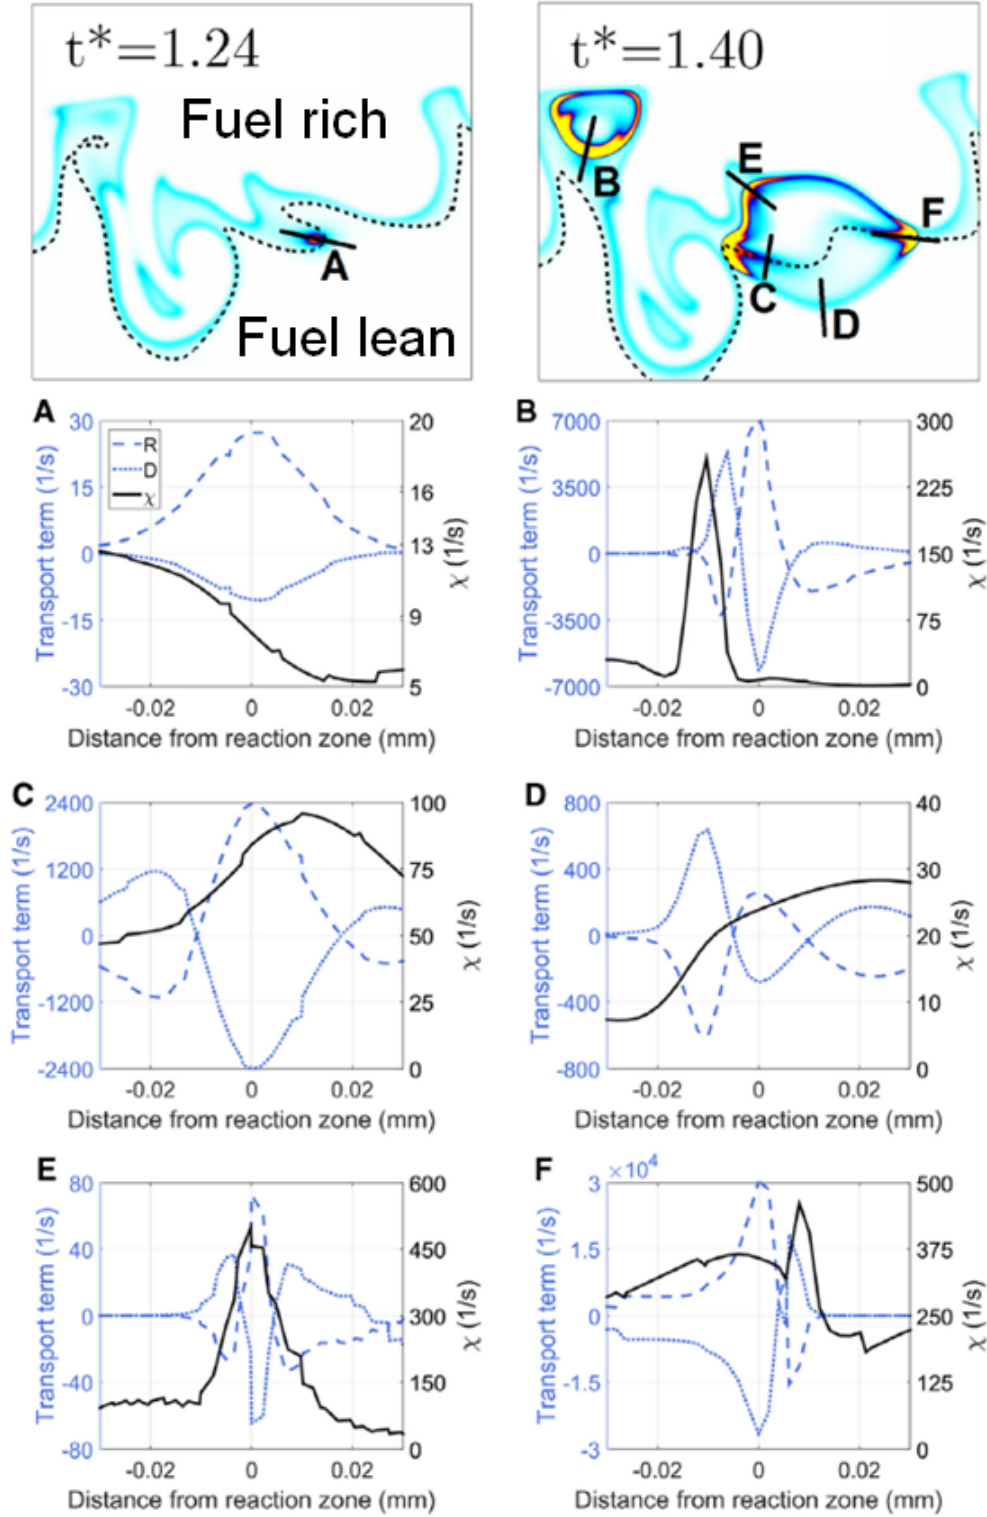 t*=1.24
t*=1.40
Fuel rich
Fuel lean
A
B
C
D
E
F
A
Transport term (1/s)
30
15
0
-15
-30
R
D
χ
20
16
13
9
5
χ (1/s)
-0.02 0 0.02
Distance from reaction zone (mm)
B
Transport term (1/s)
7000
3500
0
-3500
-7000
300
225
150
75
0
χ (1/s)
-0.02 0 0.02
Distance from reaction zone (mm)
C
Transport term (1/s)
2400
1200
0
-1200
-2400
100
75
50
25
0
χ (1/s)
-0.02 0 0.02
Distance from reaction zone (mm)
D
Transport term (1/s)
800
400
0
-400
-800
40
30
20
10
0
χ (1/s)
-0.02 0 0.02
Distance from reaction zone (mm)
E
Transport term (1/s)
80
40
0
-40
-80
600
450
300
150
0
χ (1/s)
-0.02 0 0.02
Distance from reaction zone (mm)
F
×10⁴
Transport term (1/s)
3
1.5
0
-1.5
-3
500
375
250
125
0
χ (1/s)
-0.02 0 0.02
Distance from reaction zone (mm)